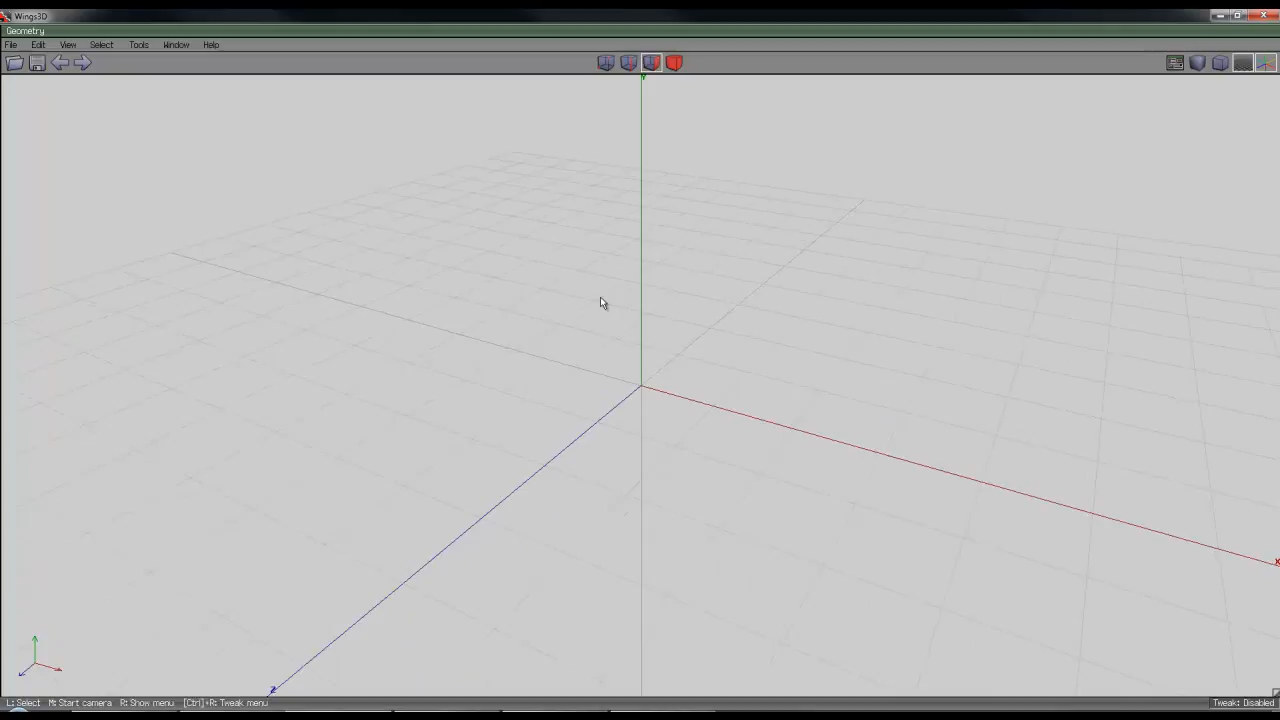 Wings3D
Geometry
File Edit View Select Tools Window Help
Y
X
Z
L: Select M: Start camera R: Show menu [Ctrl]+R: Tweak menu
Tweak: Disabled